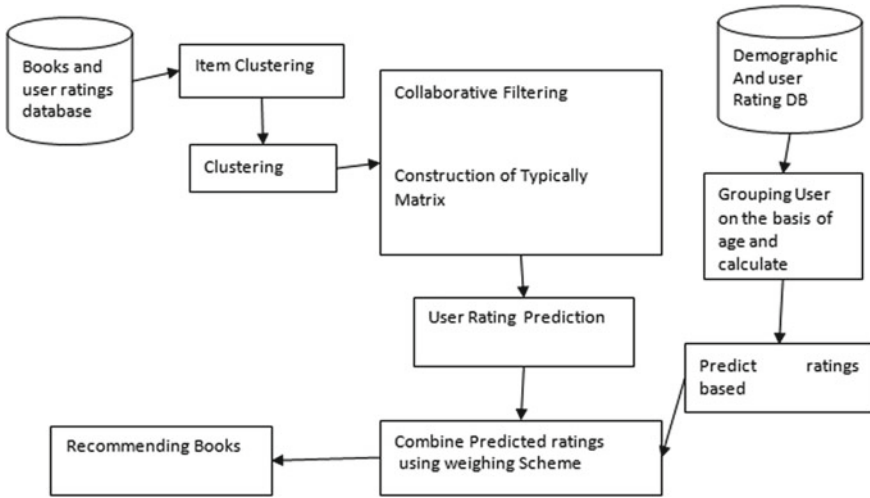 Books and
user ratings
database
Item Clustering
Clustering
Collaborative Filtering
Construction of Typically
Matrix
User Rating Prediction
Demographic
And user
Rating DB
Grouping User
on the basis of
age and
calculate
Predict ratings
based
Combine Predicted ratings
using weighing Scheme
Recommending Books